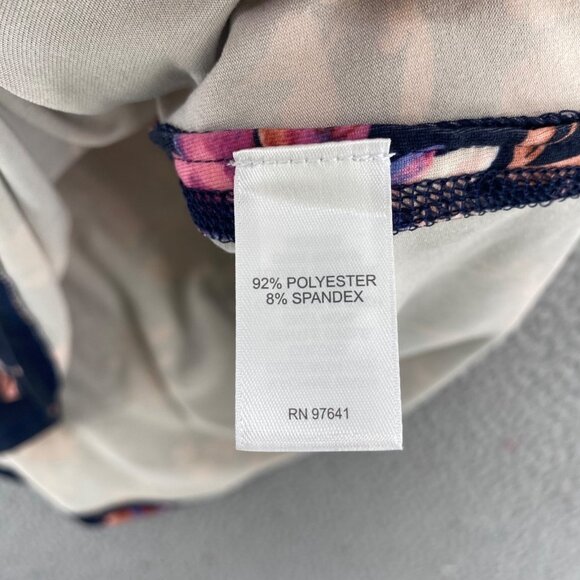 92% POLYESTER
8% SPANDEX
RN 97641